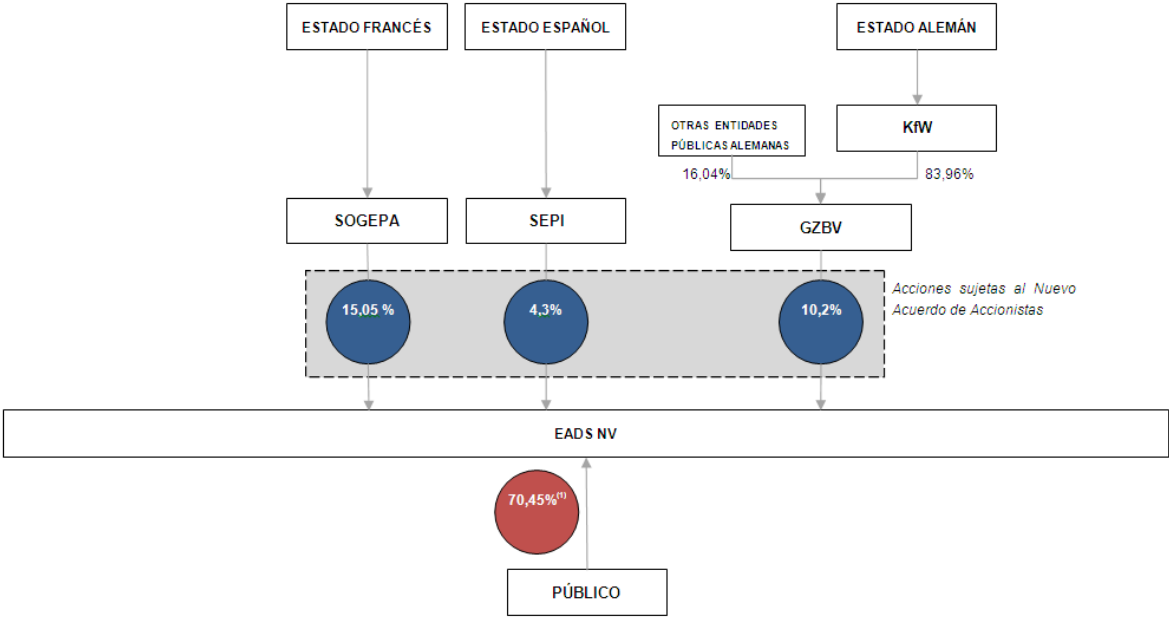 ESTADO FRANCÉS
ESTADO ESPAÑOL
ESTADO ALEMÁN
OTRAS ENTIDADES
PÚBLICAS ALEMANAS
KfW
16,04%
83,96%
SOGEPA
SEPI
GZBV
Acciones sujetas al Nuevo
Acuerdo de Accionistas
15,05 %
4,3%
10,2%
EADS NV
70,45%(1)
PÚBLICO